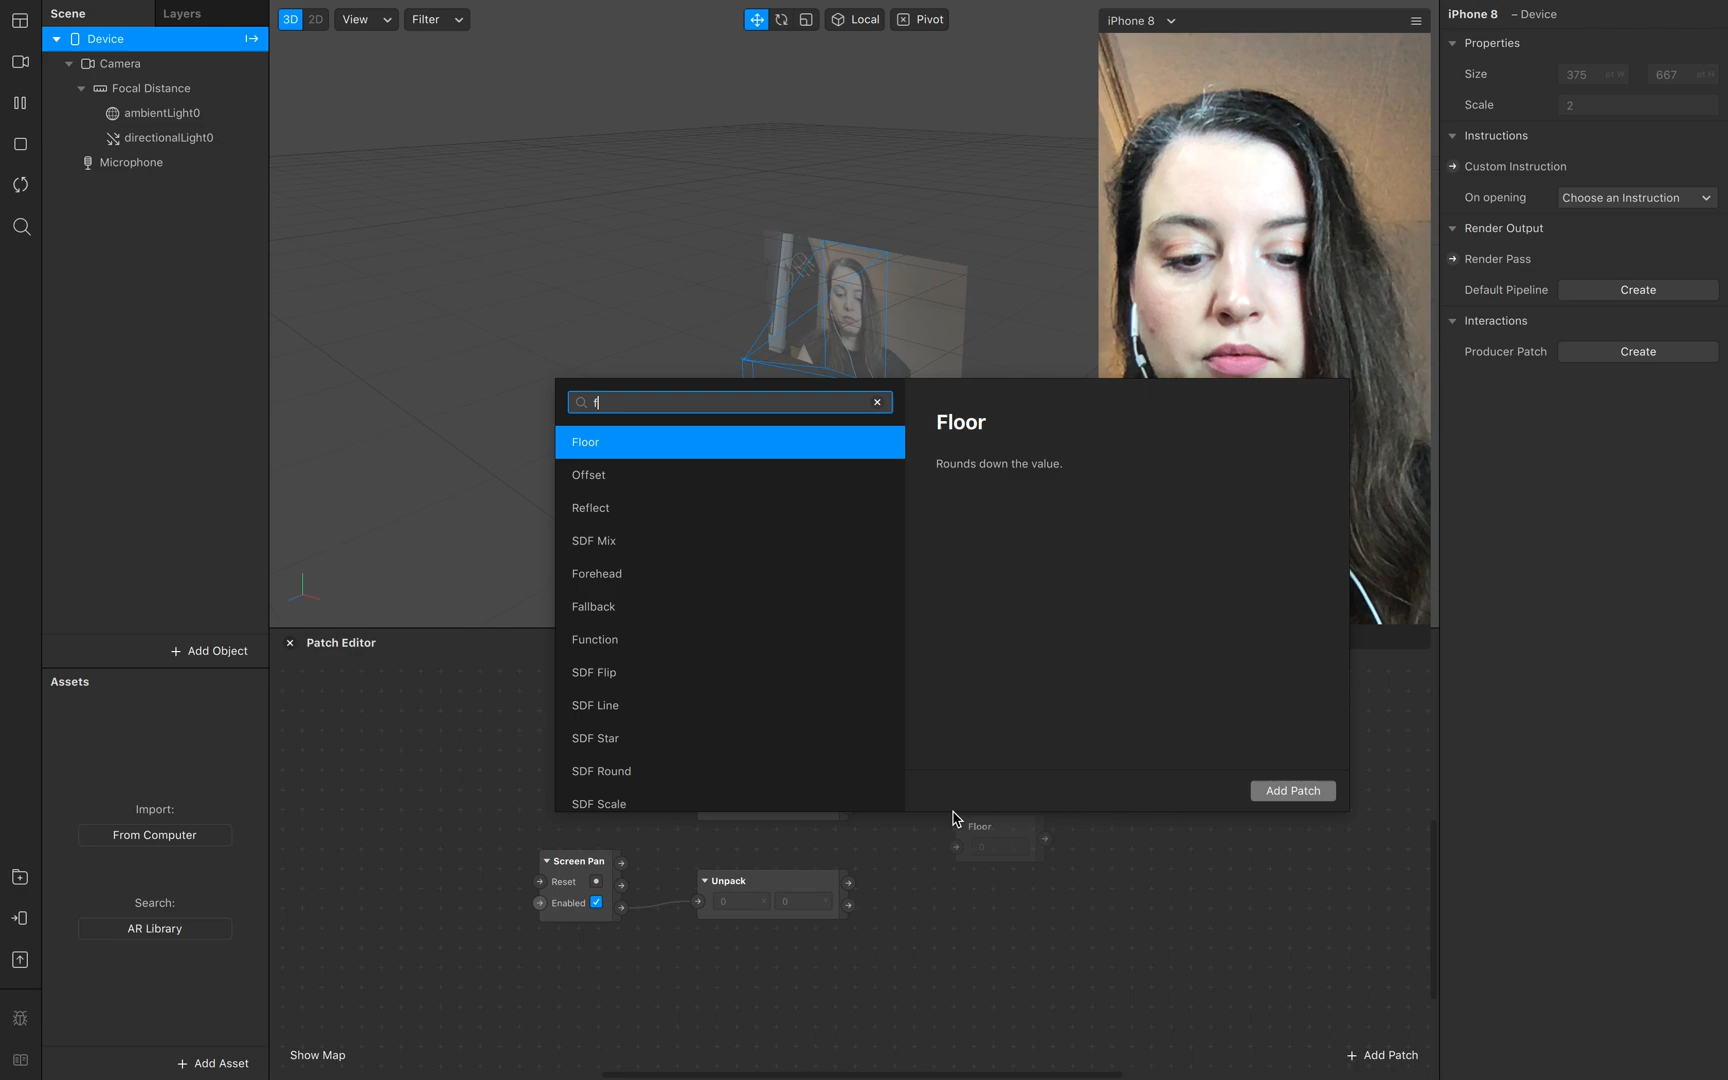 Scene
Layers
Device
Camera
Focal Distance
ambientLight0
directionalLight0
Microphone
+ Add Object
Assets
Import:
From Computer
Search:
AR Library
+ Add Asset
3D
2D
View
Filter
Local
Pivot
iPhone 8
iPhone 8 – Device
Properties
Size
375 pt W
667 pt H
Scale
2
Instructions
Custom Instruction
On opening
Choose an Instruction
Render Output
Render Pass
Default Pipeline
Create
Interactions
Producer Patch
Create
f
Floor
Offset
Reflect
SDF Mix
Forehead
Fallback
Function
SDF Flip
SDF Line
SDF Star
SDF Round
SDF Scale
Floor
Rounds down the value.
Add Patch
Patch Editor
Screen Pan
Reset
Enabled
Unpack
0
0
Floor
0
Show Map
+ Add Patch